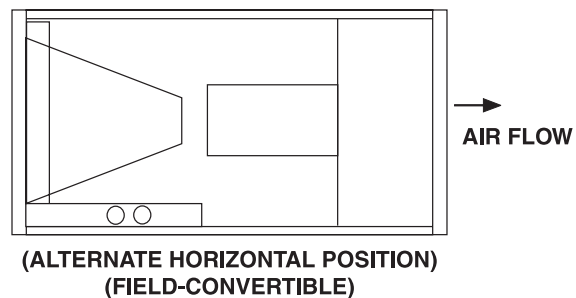 AIR FLOW
(ALTERNATE HORIZONTAL POSITION)
(FIELD-CONVERTIBLE)